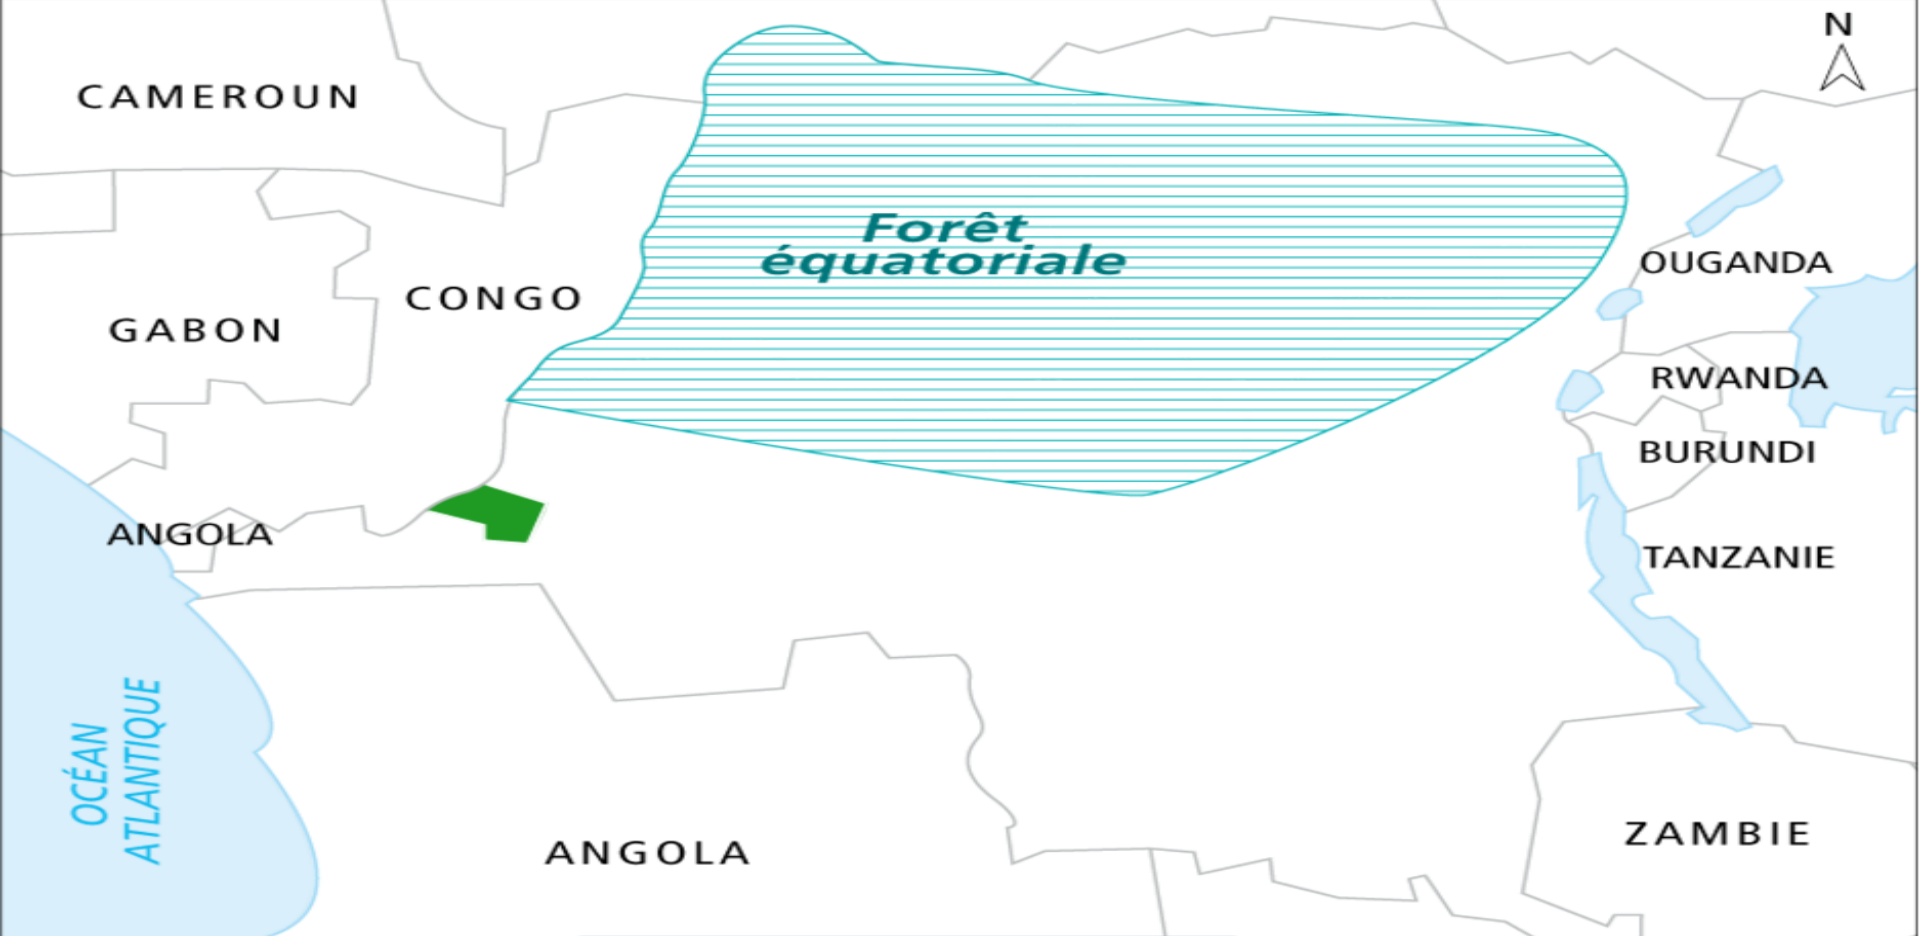 N
CAMEROUN
Forêt
équatoriale
OUGANDA
CONGO
GABON
RWANDA
BURUNDI
ANGOLA
TANZANIE
OCÉAN
ATLANTIQUE
ZAMBIE
ANGOLA